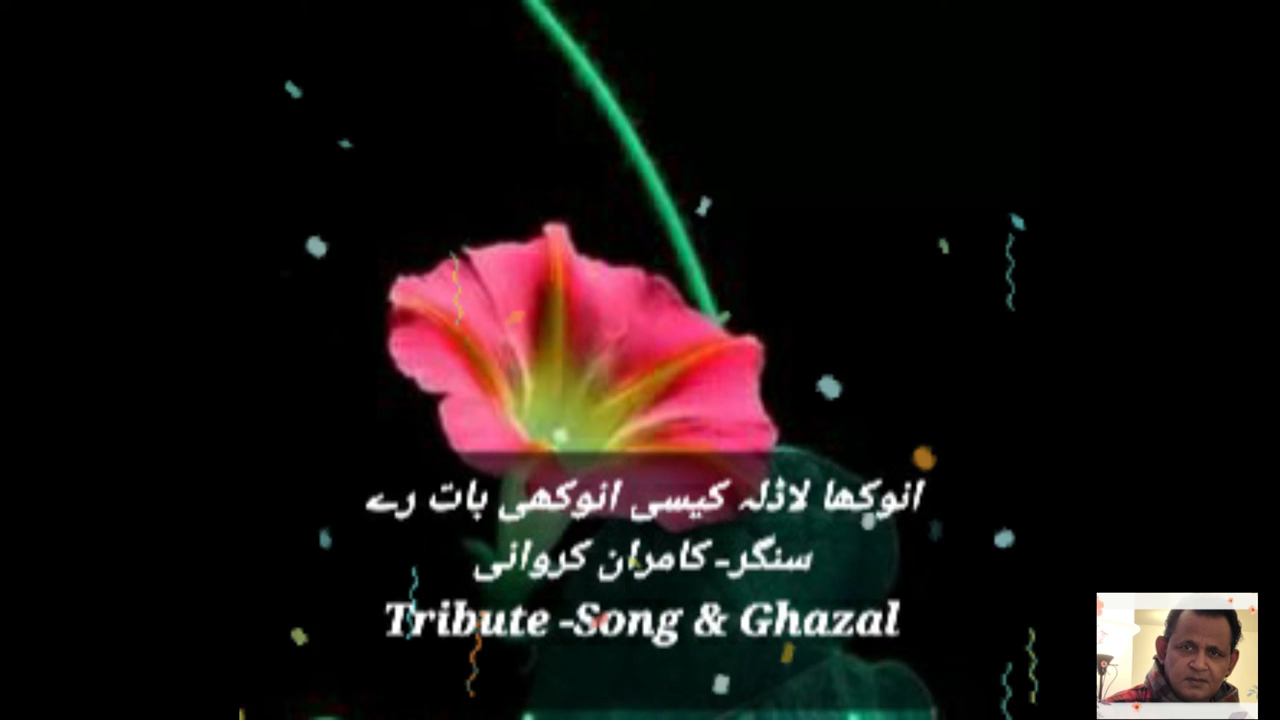 انوکھا لاڈلہ کیسی انوکھی بات رے
سنگر۔کامران کروانی
Tribute -Song & Ghazal